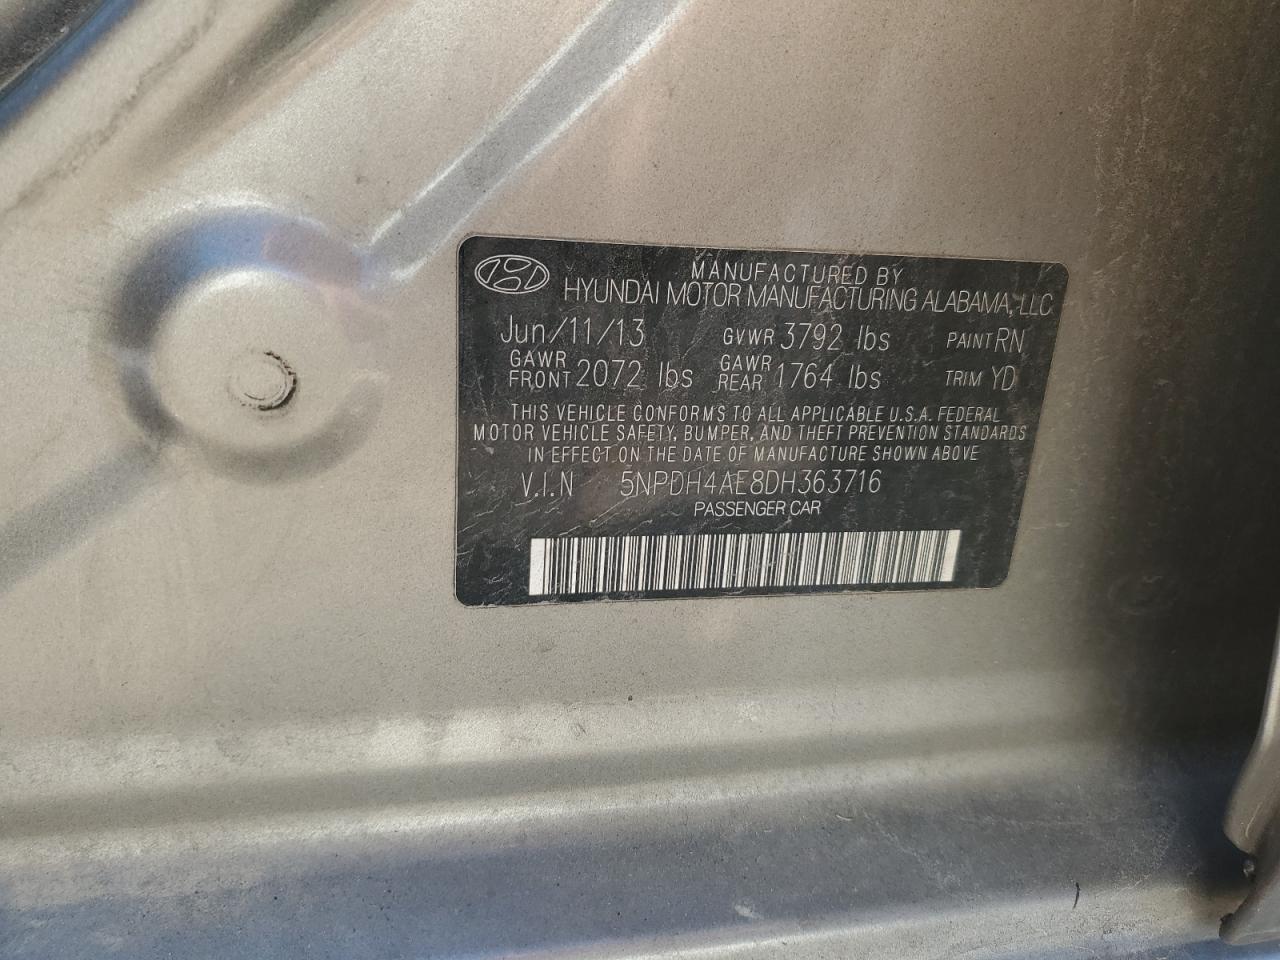 MANUFACTURED BY
HYUNDAI MOTOR MANUFACTURING ALABAMA, LLC
Jun/11/13 GVWR 3792 lbs PAINT RN
GAWR FRONT 2072 lbs GAWR REAR 1764 lbs TRIM YD
THIS VEHICLE CONFORMS TO ALL APPLICABLE U.S.A. FEDERAL
MOTOR VEHICLE SAFETY, BUMPER, AND THEFT PREVENTION STANDARDS
IN EFFECT ON THE DATE OF MANUFACTURE SHOWN ABOVE
V.I.N 5NPDH4AE8DH363716
PASSENGER CAR